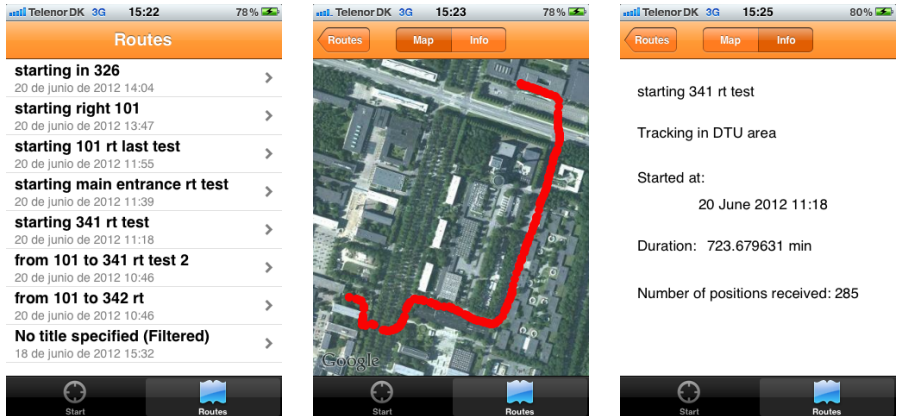 Telenor DK 3G 15:22 78%
Routes
starting in 326
20 de junio de 2012 14:04
starting right 101
20 de junio de 2012 13:47
starting 101 rt last test
20 de junio de 2012 11:55
starting main entrance rt test
20 de junio de 2012 11:39
starting 341 rt test
20 de junio de 2012 11:18
from 101 to 341 rt test 2
20 de junio de 2012 10:46
from 101 to 342 rt
20 de junio de 2012 10:46
No title specified (Filtered)
18 de junio de 2012 15:32
Start Routes
Telenor DK 3G 15:23 78%
Routes Map Info
Google
Start Routes
Telenor DK 3G 15:25 80%
Routes Map Info
starting 341 rt test
Tracking in DTU area
Started at:
20 June 2012 11:18
Duration: 723.679631 min
Number of positions received: 285
Start Routes